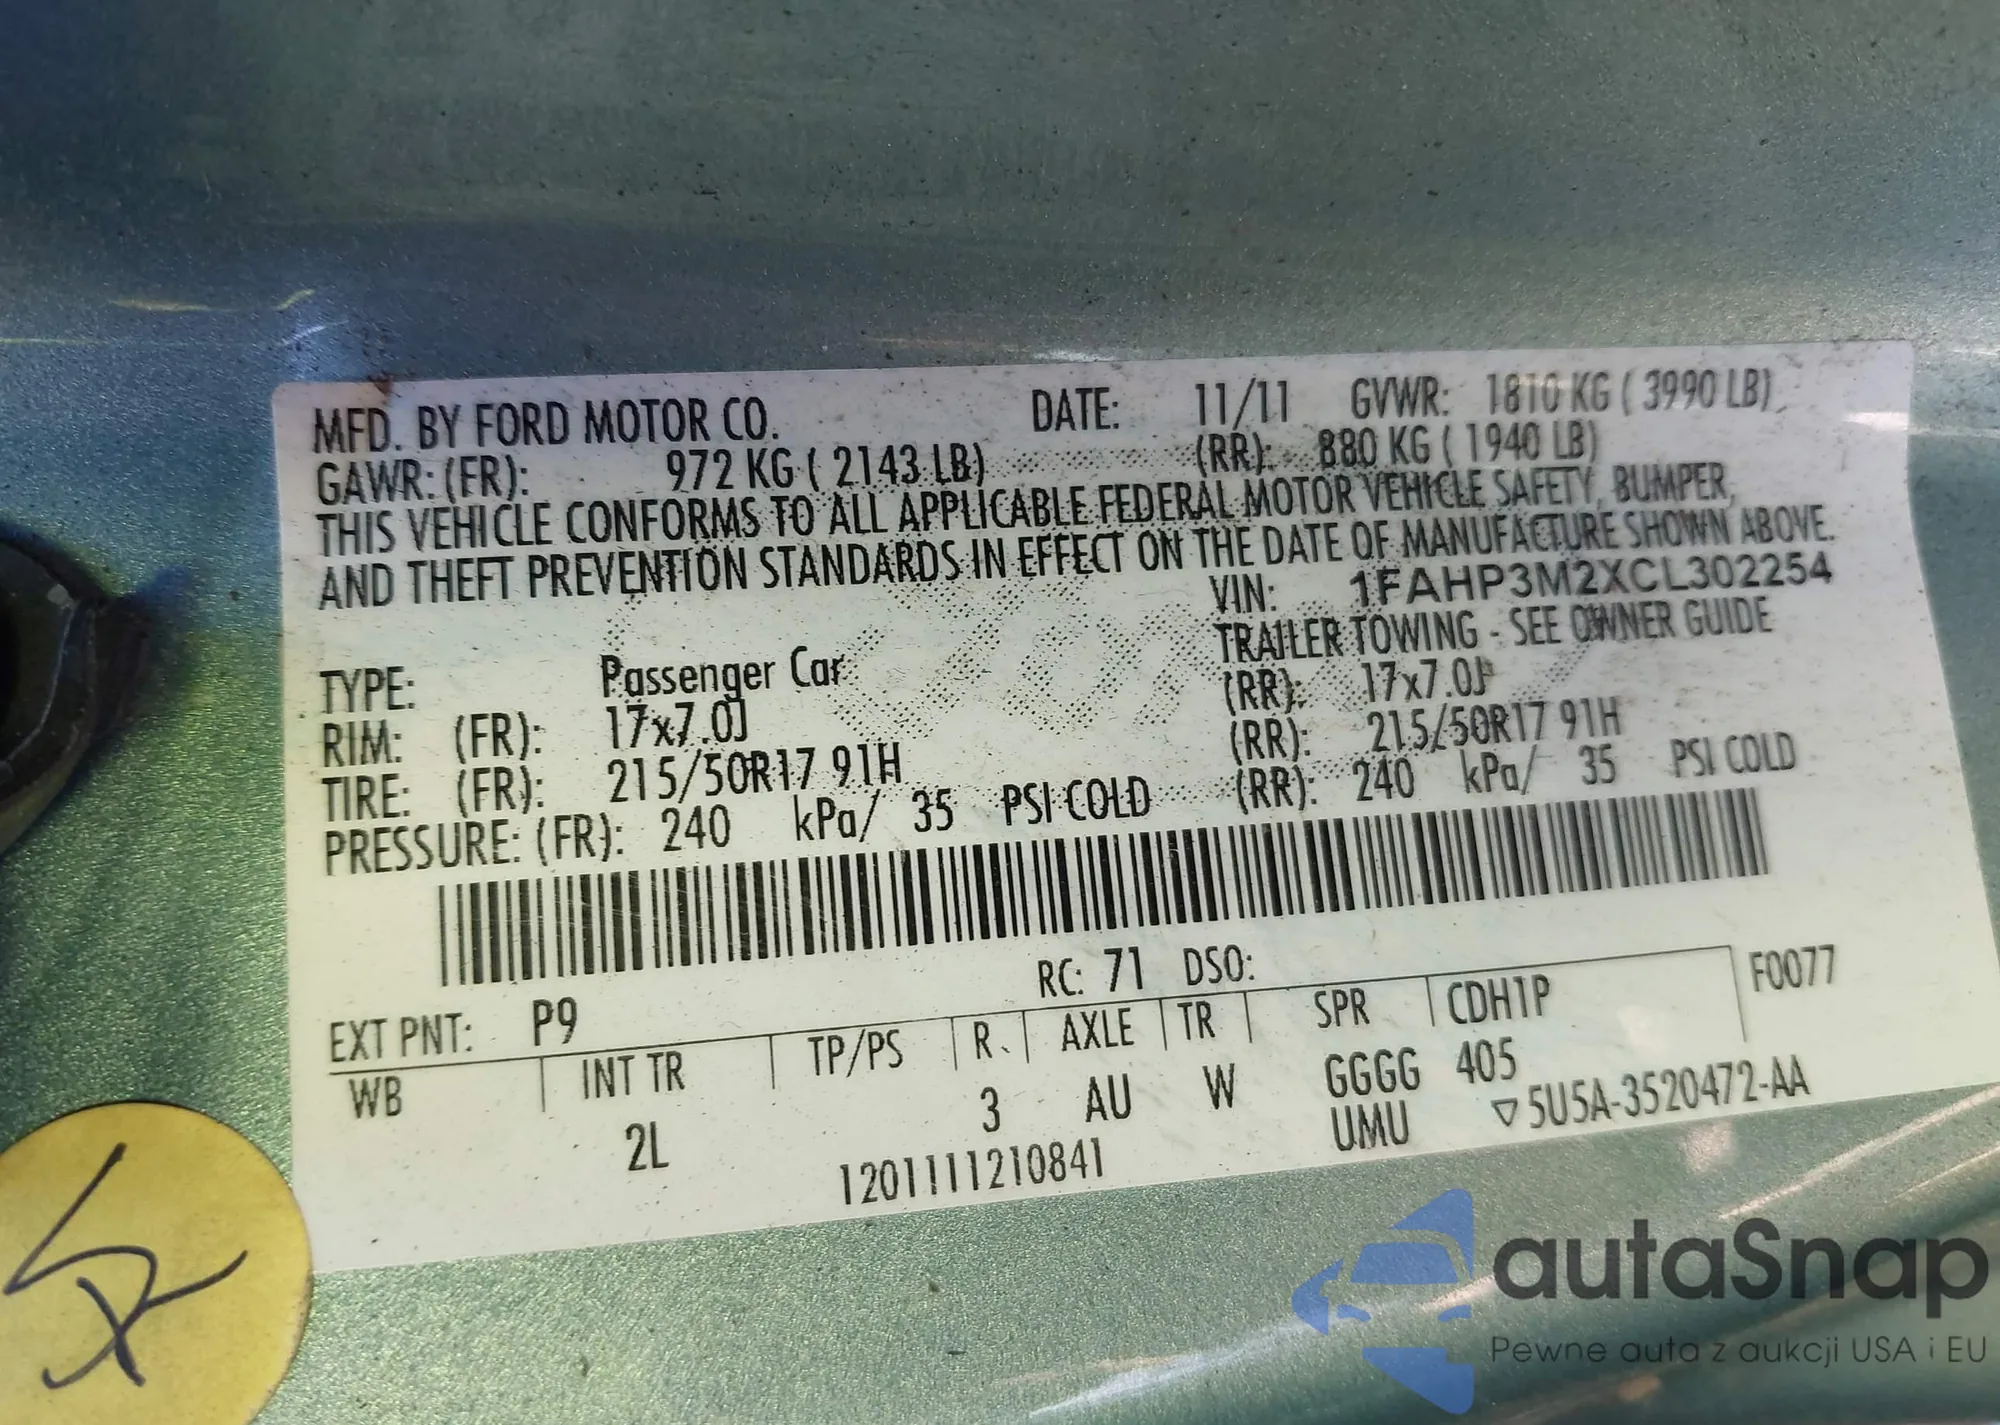 MFD. BY FORD MOTOR CO. DATE: 11/11 GVWR: 1810 KG ( 3990 LB)
GAWR: (FR): 972 KG ( 2143 LB) (RR): 880 KG ( 1940 LB)
THIS VEHICLE CONFORMS TO ALL APPLICABLE FEDERAL MOTOR VEHICLE SAFETY, BUMPER,
AND THEFT PREVENTION STANDARDS IN EFFECT ON THE DATE OF MANUFACTURE SHOWN ABOVE.
VIN: 1FAHP3M2XCL302254
TRAILER TOWING - SEE OWNER GUIDE
TYPE: Passenger Car
RIM: (FR): 17x7.0J (RR): 17x7.0J
TIRE: (FR): 215/50R17 91H (RR): 215/50R17 91H
PRESSURE: (FR): 240 kPa/ 35 PSI COLD (RR): 240 kPa/ 35 PSI COLD
EXT PNT: P9 RC: 71 DSO: F0077
WB INT TR TP/PS R. AXLE TR SPR CDH1P
2L 3 AU W GGGG 405
UMU ▽5U5A-3520472-AA
1201111210841
autaSnap
Pewne auta z aukcji USA i EU